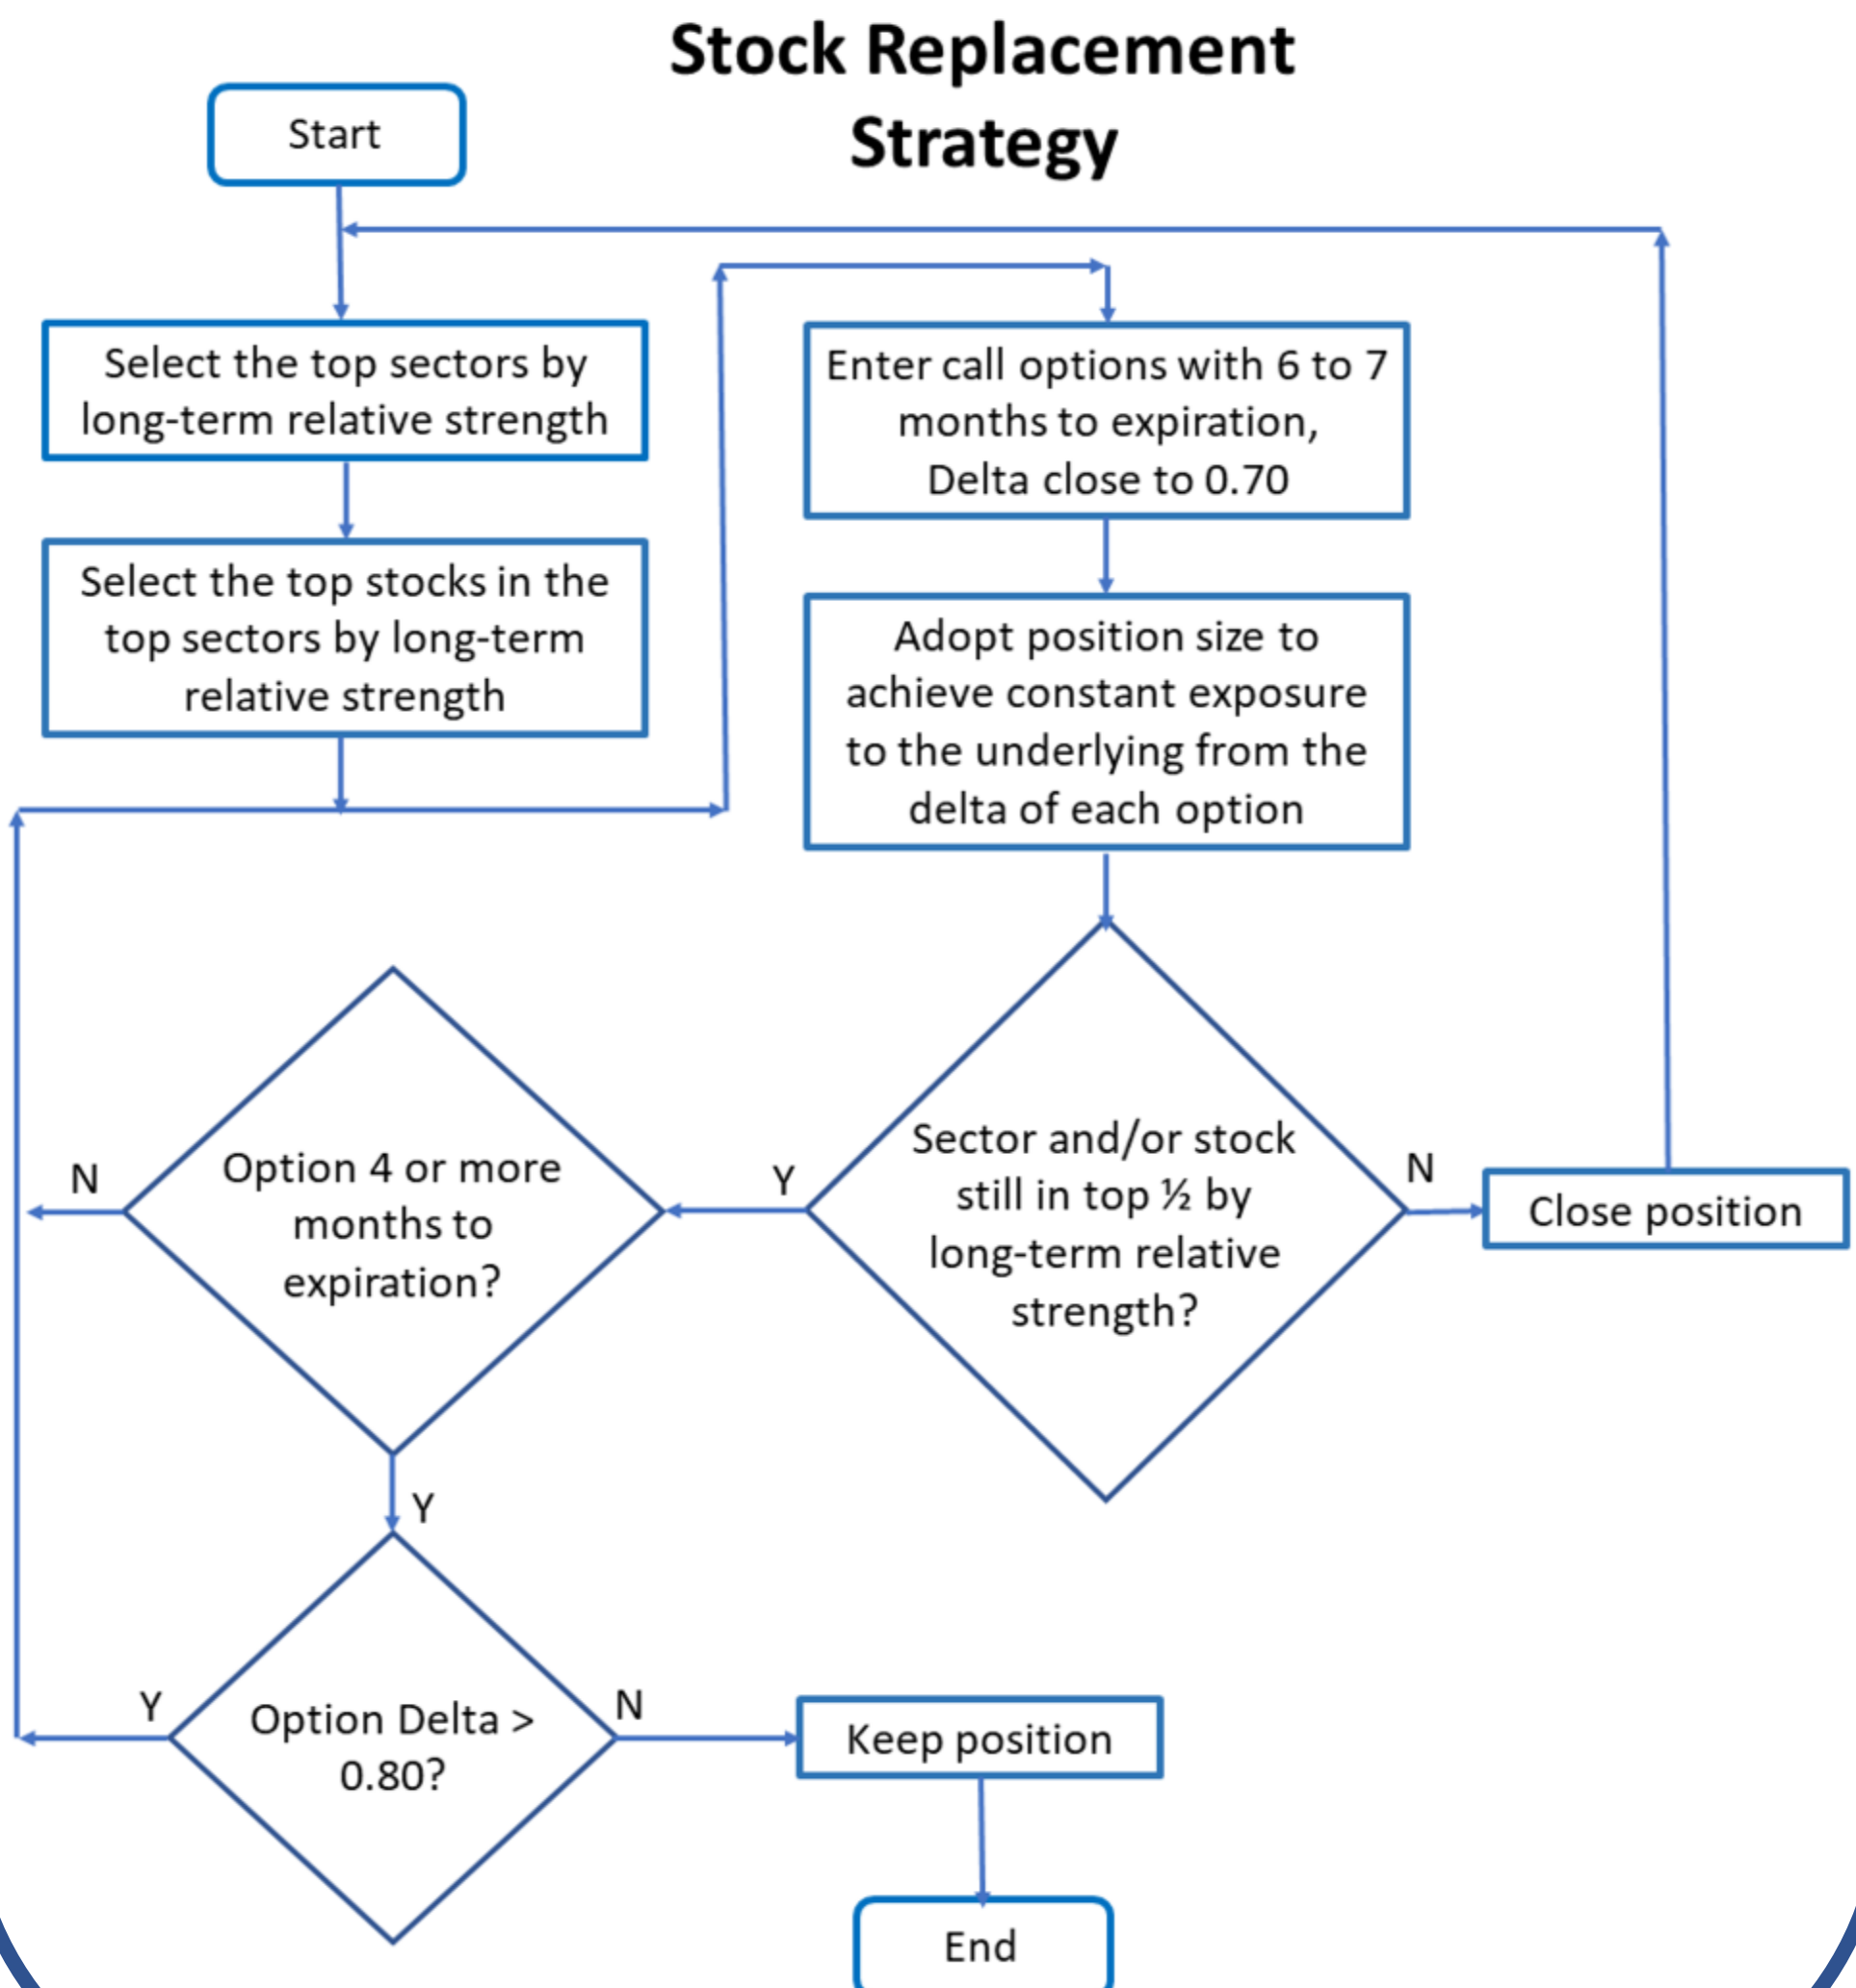 Stock Replacement
Strategy
Start
Select the top sectors by
long-term relative strength
Select the top stocks in the
top sectors by long-term
relative strength
Enter call options with 6 to 7
months to expiration,
Delta close to 0.70
Adopt position size to
achieve constant exposure
to the underlying from the
delta of each option
Sector and/or stock
still in top ½ by
long-term relative
strength?
N
Close position
Y
Option 4 or more
months to
expiration?
N
Y
Option Delta >
0.80?
Y
N
Keep position
End